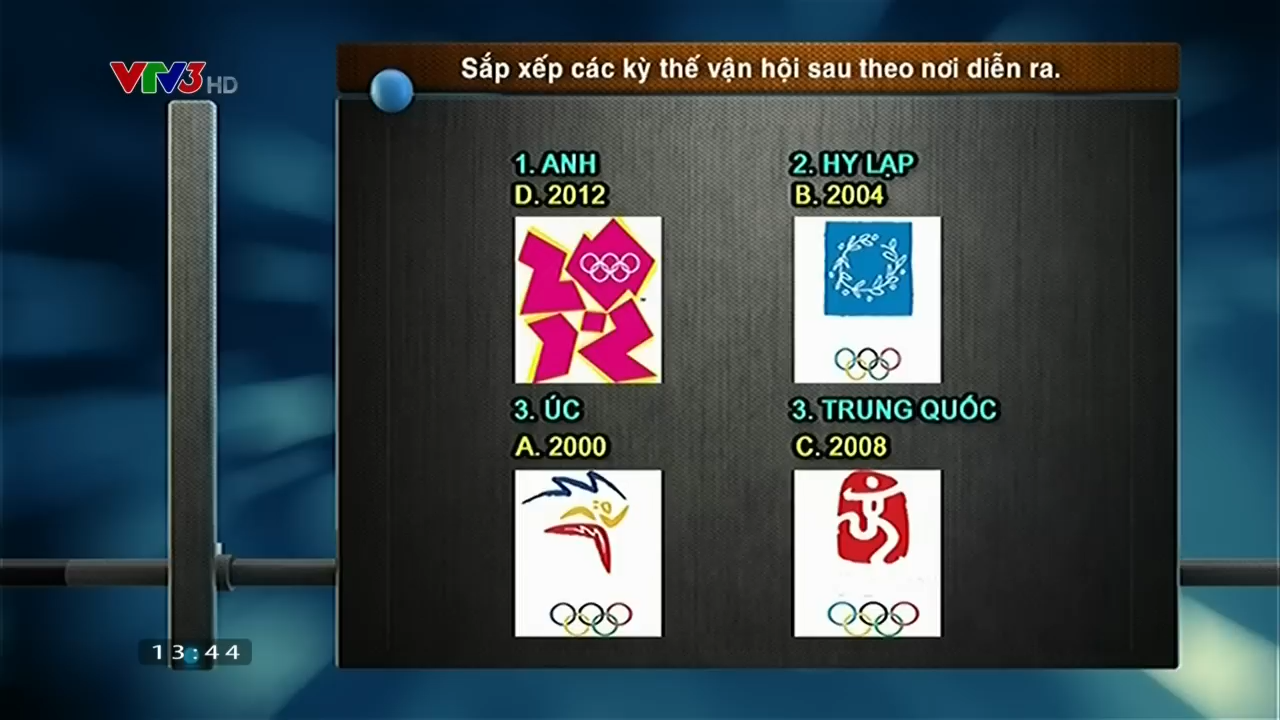 VTV3 HD
Sắp xếp các kỳ thế vận hội sau theo nơi diễn ra.
1. ANH
D. 2012
2. HY LẠP
B. 2004
3. ÚC
A. 2000
3. TRUNG QUỐC
C. 2008
13:44